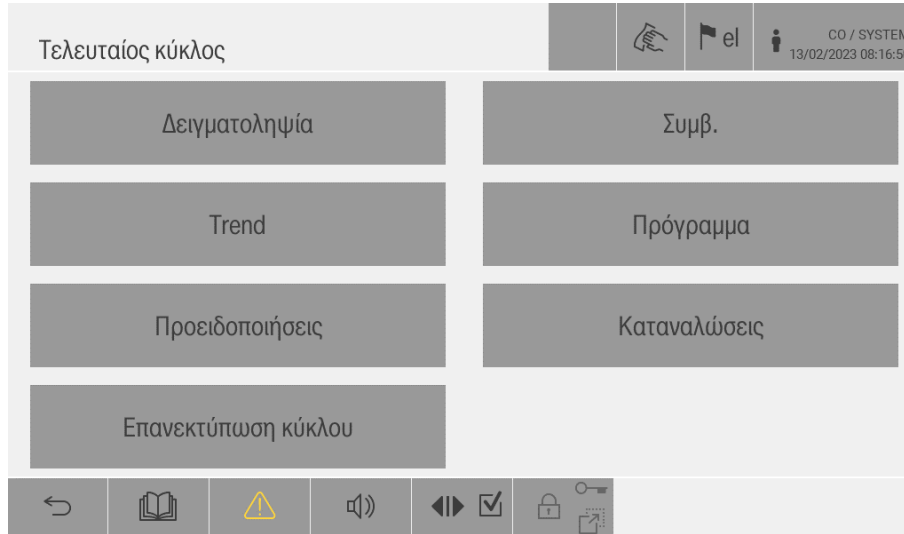 Τελευταίος κύκλος
el
CO / SYSTEM
13/02/2023 08:16:5
Δειγματοληψία
Συμβ.
Trend
Πρόγραμμα
Προειδοποιήσεις
Καταναλώσεις
Επανεκτύπωση κύκλου